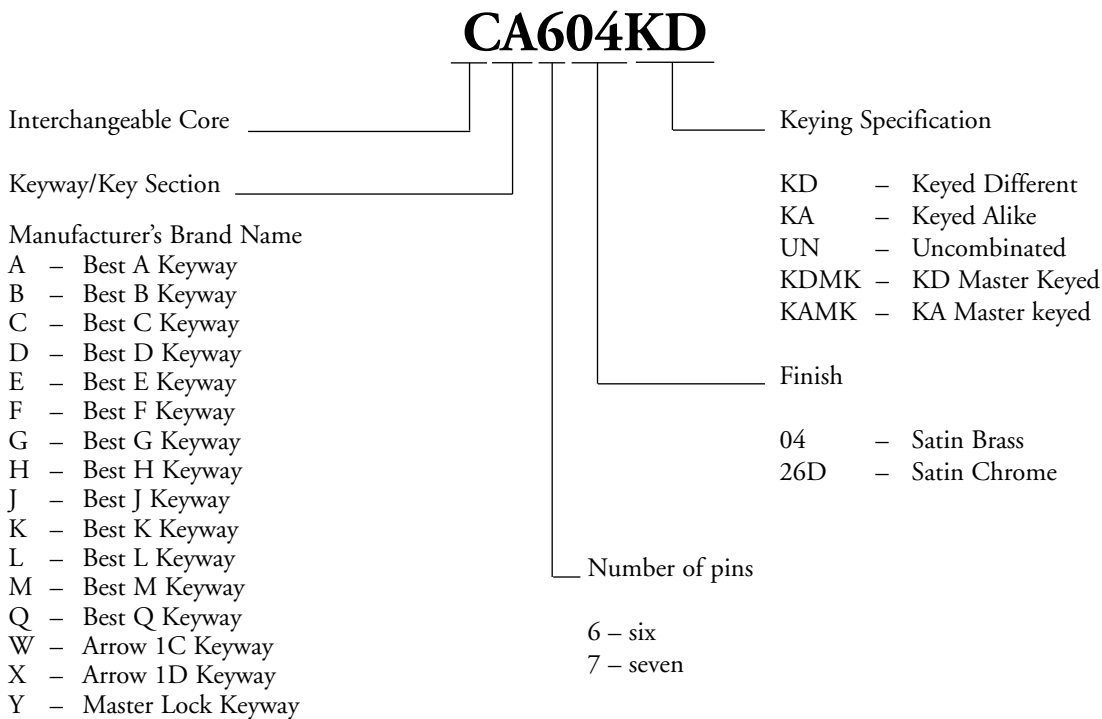 CA604KD
Interchangeable Core
Keyway/Key Section
Manufacturer's Brand Name
A – Best A Keyway
B – Best B Keyway
C – Best C Keyway
D – Best D Keyway
E – Best E Keyway
F – Best F Keyway
G – Best G Keyway
H – Best H Keyway
J – Best J Keyway
K – Best K Keyway
L – Best L Keyway
M – Best M Keyway
Q – Best Q Keyway
W – Arrow 1C Keyway
X – Arrow 1D Keyway
Y – Master Lock Keyway
Number of pins
6 – six
7 – seven
Keying Specification
KD – Keyed Different
KA – Keyed Alike
UN – Uncombinated
KDMK – KD Master Keyed
KAMK – KA Master keyed
Finish
04 – Satin Brass
26D – Satin Chrome